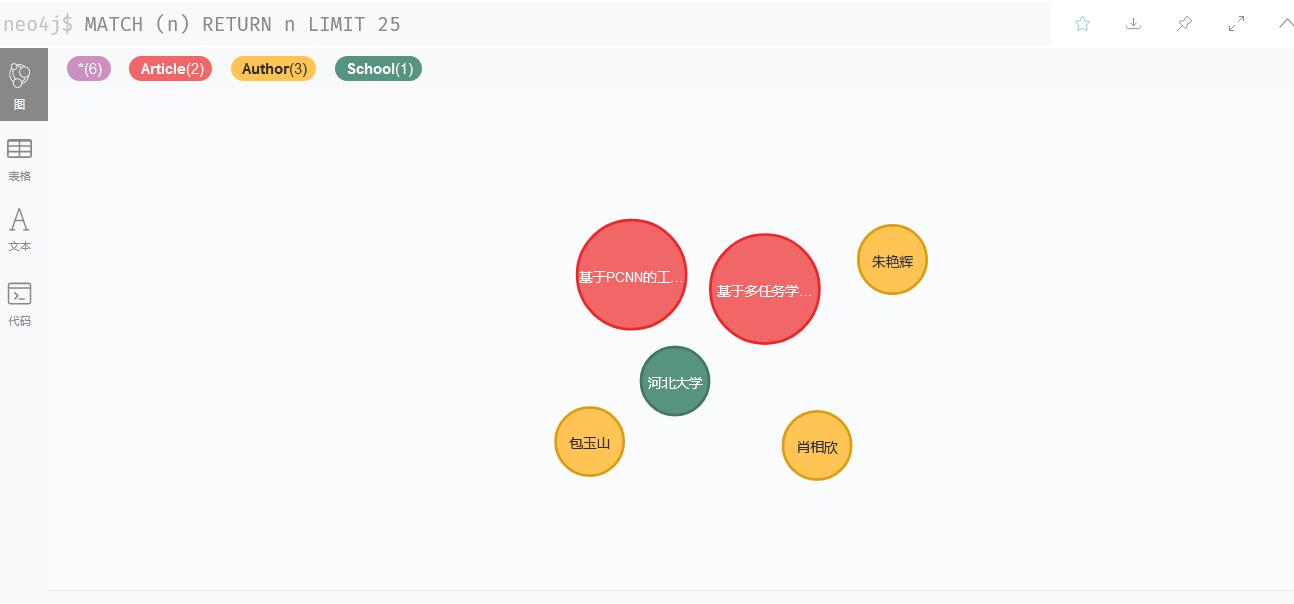 neo4j$ MATCH (n) RETURN n LIMIT 25
*(6) Article(2) Author(3) School(1)
图
表格
文本
代码
基于PCNN的工...
基于多任务学...
朱艳辉
河北大学
包玉山
肖相欣